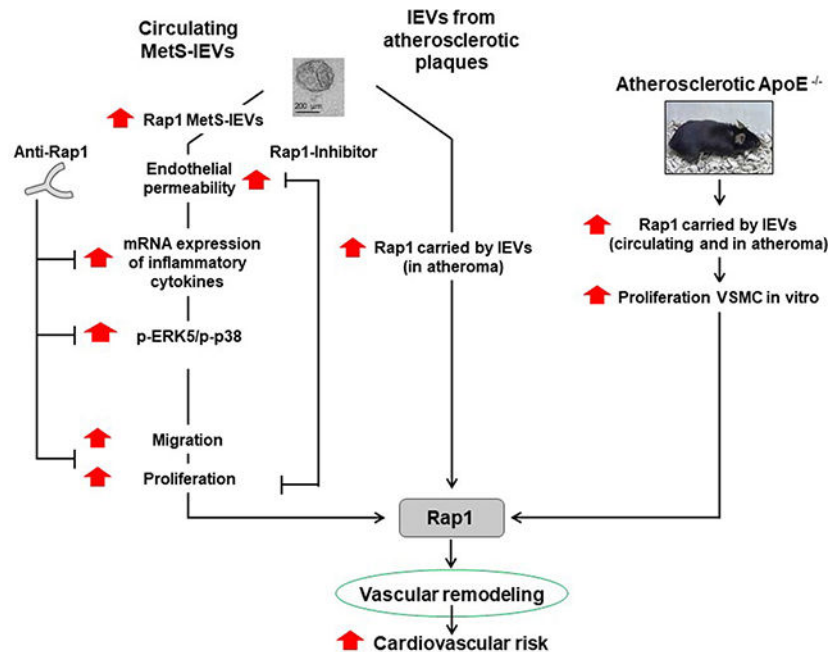 Circulating
MetS-lEVs
lEVs from
atherosclerotic
plaques
200 µm
Atherosclerotic ApoE -/-
Rap1 MetS-lEVs
Anti-Rap1
Endothelial
permeability
Rap1-Inhibitor
mRNA expression
of inflammatory
cytokines
Rap1 carried by lEVs
(in atheroma)
Rap1 carried by lEVs
(circulating and in atheroma)
Proliferation VSMC in vitro
p-ERK5/p-p38
Migration
Proliferation
Rap1
Vascular remodeling
Cardiovascular risk